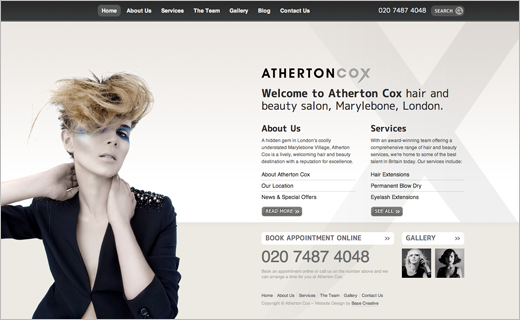 Home About Us Services The Team Gallery Blog Contact Us 020 7487 4048 SEARCH
ATHERTONCOX
Welcome to Atherton Cox hair and
beauty salon, Marylebone, London.
About Us
A hidden gem in London's coolly
understated Marylebone Village, Atherton
Cox is a lively, welcoming hair and beauty
destination with a reputation for excellence.
About Atherton Cox
Our Location
News & Special Offers
READ MORE »
Services
With an award-winning team offering a
comprehensive range of hair and beauty
services, we're home to some of the best
talent in Britain today. Our services include:
Hair Extensions
Permanent Blow Dry
Eyelash Extensions
SEE ALL »
BOOK APPOINTMENT ONLINE »
020 7487 4048
Book an appointment online or call us on the number above and we
can arrange a time for you at Atherton Cox.
GALLERY »
Home | About Us | Services | The Team | Gallery | Contact Us
Copyright © Atherton Cox – Website Design by Base Creative